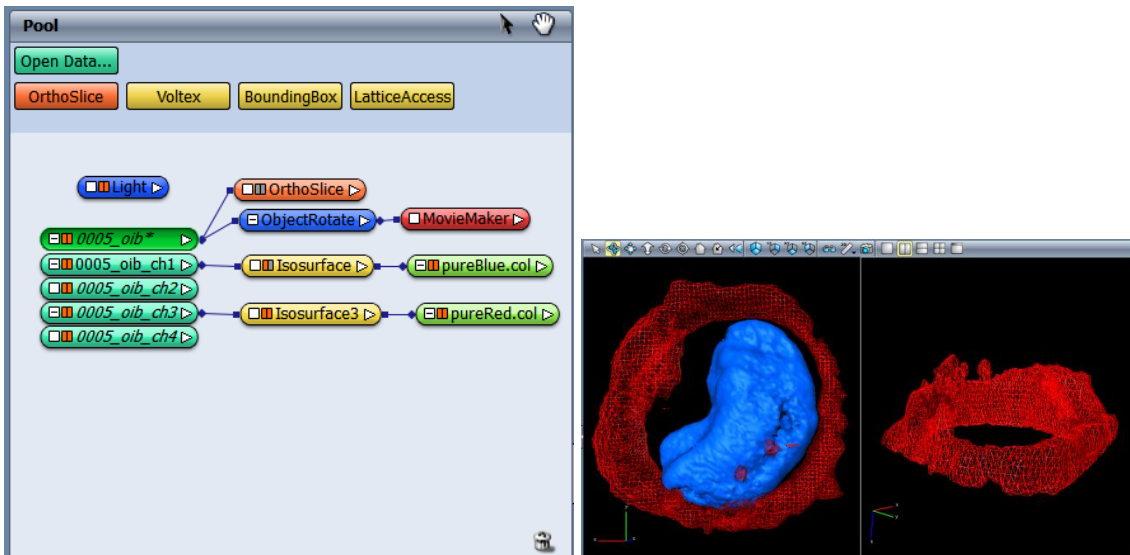 Pool
Open Data...
OrthoSlice Voltex BoundingBox LatticeAccess
Light OrthoSlice
ObjectRotate MovieMaker
0005_oib*
0005_oib_ch1 Isosurface pureBlue.col
0005_oib_ch2
0005_oib_ch3 Isosurface3 pureRed.col
0005_oib_ch4